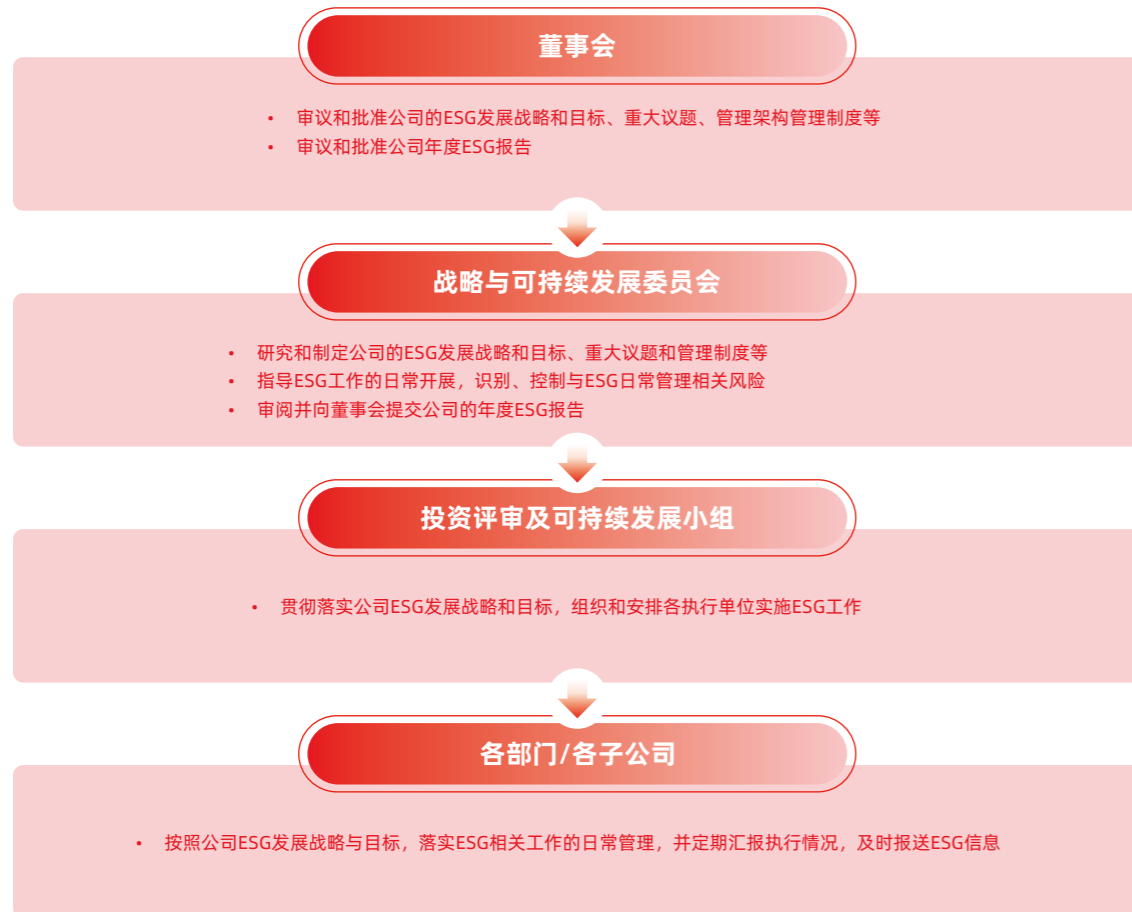 董事会
• 审议和批准公司的ESG发展战略和目标、重大议题、管理架构管理制度等
• 审议和批准公司年度ESG报告
战略与可持续发展委员会
• 研究和制定公司的ESG发展战略和目标、重大议题和管理制度等
• 指导ESG工作的日常开展，识别、控制与ESG日常管理相关风险
• 审阅并向董事会提交公司的年度ESG报告
投资评审及可持续发展小组
• 贯彻落实公司ESG发展战略和目标，组织和安排各执行单位实施ESG工作
各部门/各子公司
• 按照公司ESG发展战略与目标，落实ESG相关工作的日常管理，并定期汇报执行情况，及时报送ESG信息